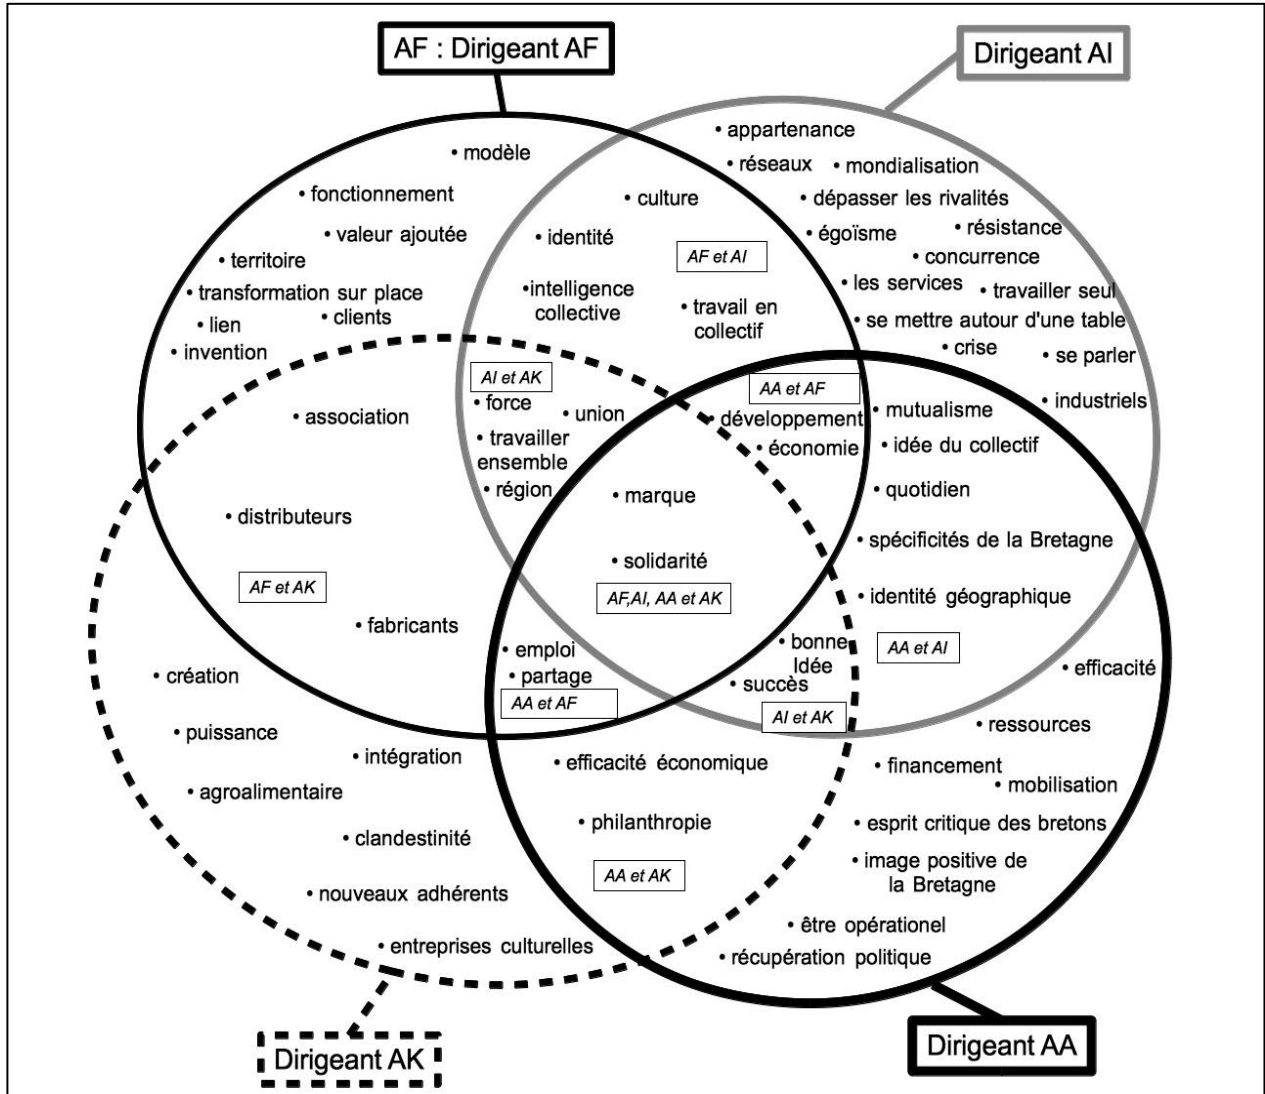 AF : Dirigeant AF
Dirigeant AI
• appartenance
• modèle
• réseaux
• mondialisation
• fonctionnement
• culture
• dépasser les rivalités
• valeur ajoutée
• identité
• égoïsme
• résistance
AF et AI
• territoire
• concurrence
• transformation sur place
• intelligence
collective
• les services
• travailler seul
• lien
• clients
• travail en
collectif
• se mettre autour d'une table
• invention
• crise
• se parler
AI et AK
AA et AF
• association
• force
• union
• développement
• mutualisme
• industriels
• travailler
ensemble
• économie
• idée du collectif
• région
• marque
• quotidien
• distributeurs
• spécificités de la Bretagne
• solidarité
AF et AK
AF,AI, AA et AK
• identité géographique
• fabricants
• emploi
• bonne
Idée
AA et AI
• création
• partage
• succès
• efficacité
AA et AF
AI et AK
• puissance
• ressources
• intégration
• efficacité économique
• financement
• agroalimentaire
• mobilisation
• clandestinité
• philanthropie
• esprit critique des bretons
AA et AK
• image positive de
la Bretagne
• nouveaux adhérents
• être opérationel
• entreprises culturelles
• récupération politique
Dirigeant AK
Dirigeant AA